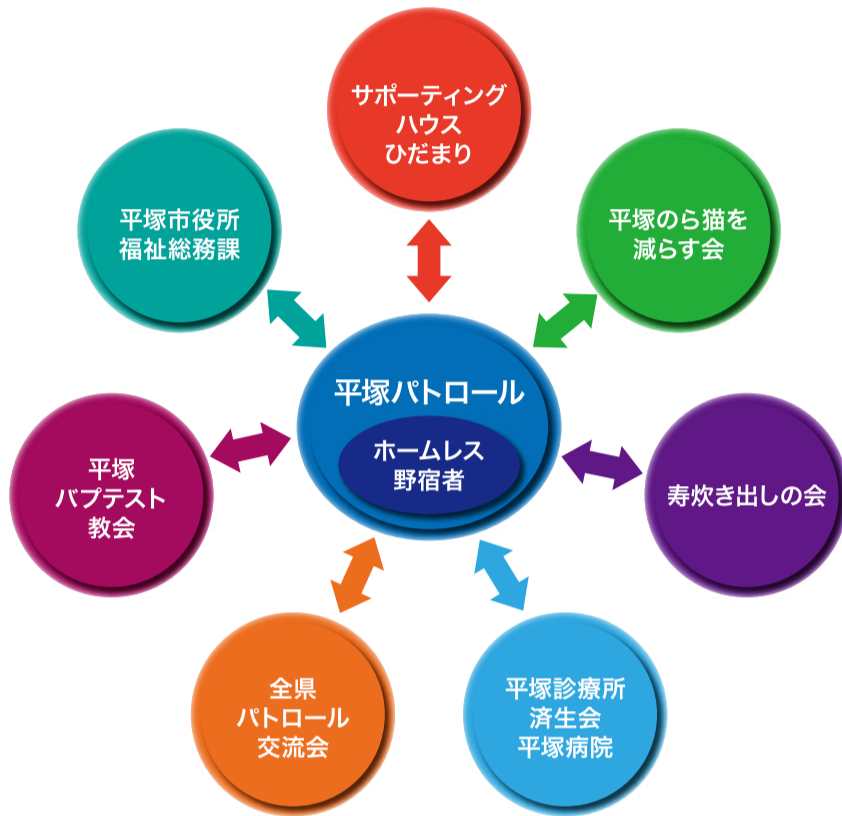 サポーティング
ハウス
ひだまり
平塚市役所
福祉総務課
平塚のら猫を
減らす会
平塚パトロール
ホームレス
野宿者
平塚
バプテスト
教会
寿炊き出しの会
全県
パトロール
交流会
平塚診療所
済生会
平塚病院